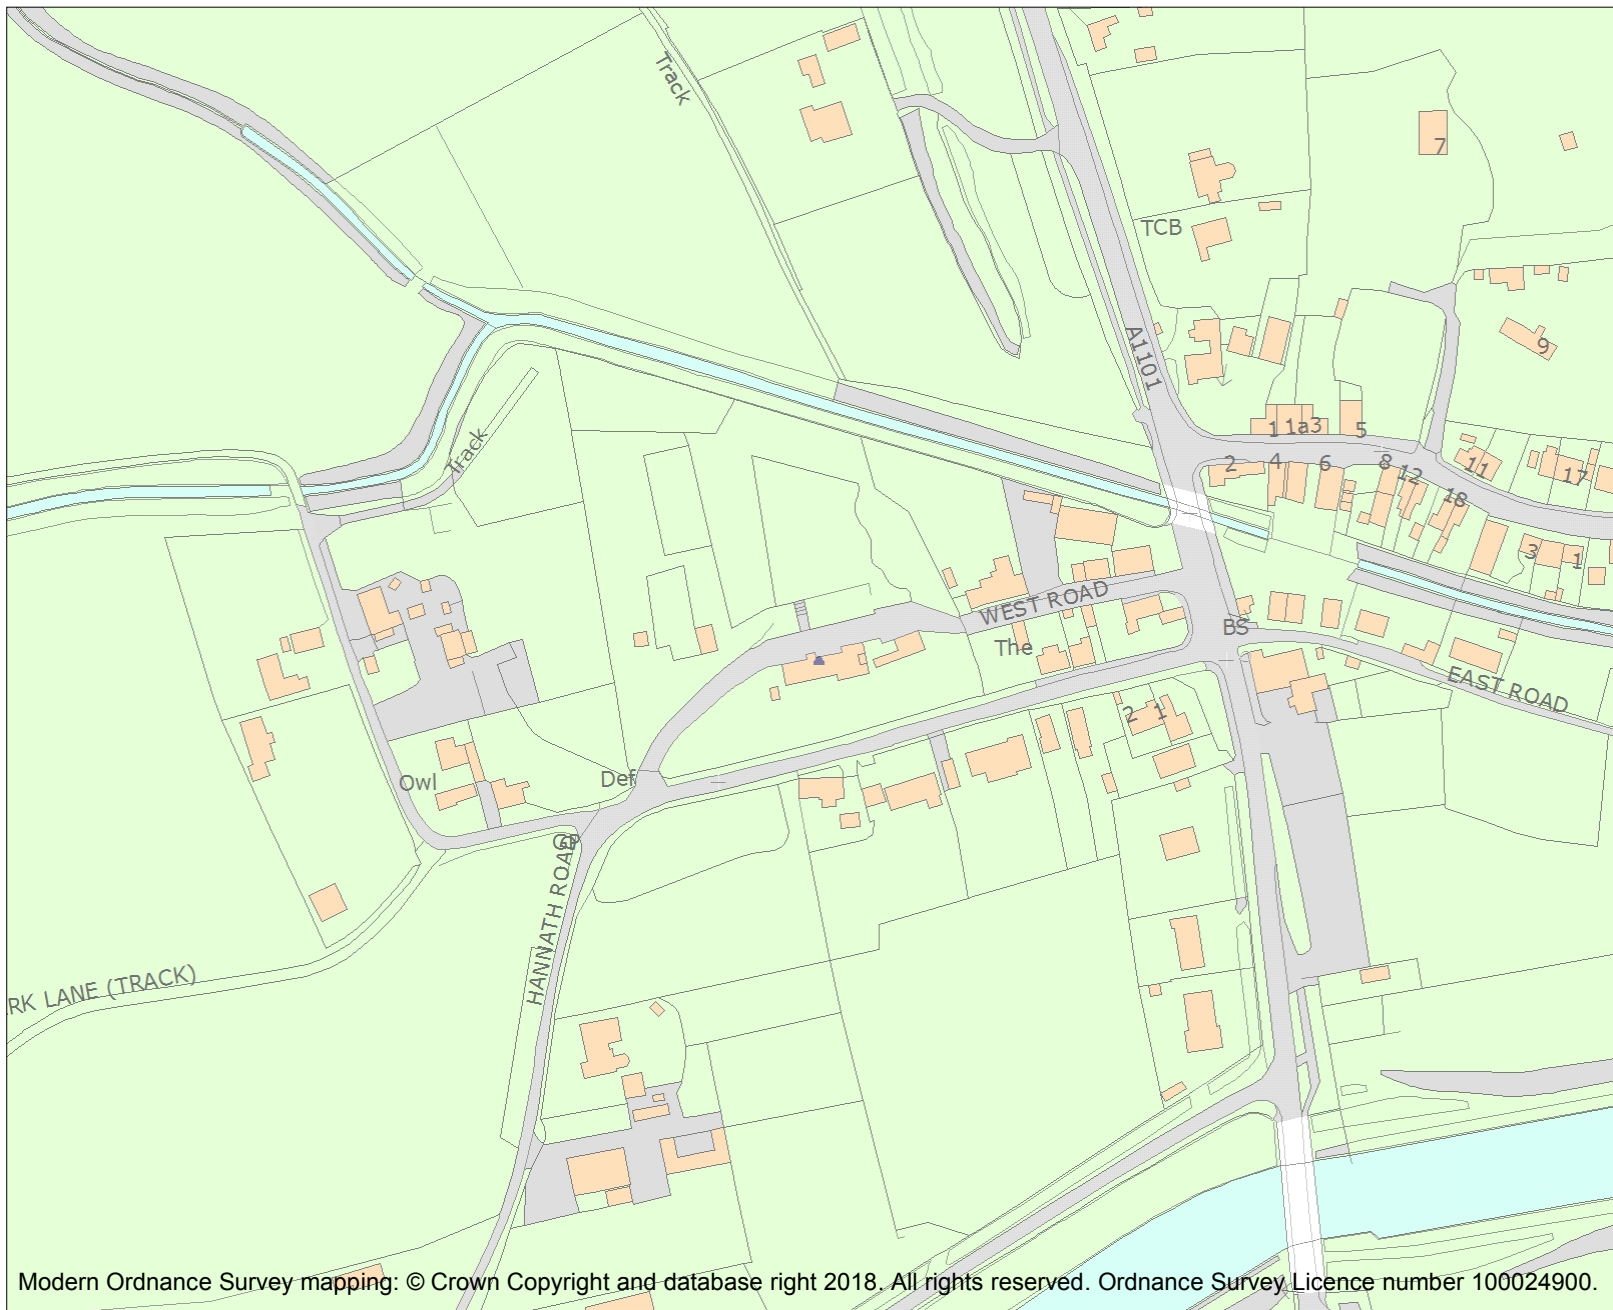 Track
7
TCB
9
A1101
1 1a 3
5
2
4
6
8
12
11
17
18
Track
3
1
WEST ROAD
BS
The
EAST ROAD
2 1
Owl
Def
GP
HANNATH ROAD
RK LANE (TRACK)
Modern Ordnance Survey mapping: © Crown Copyright and database right 2018. All rights reserved. Ordnance Survey Licence number 100024900.